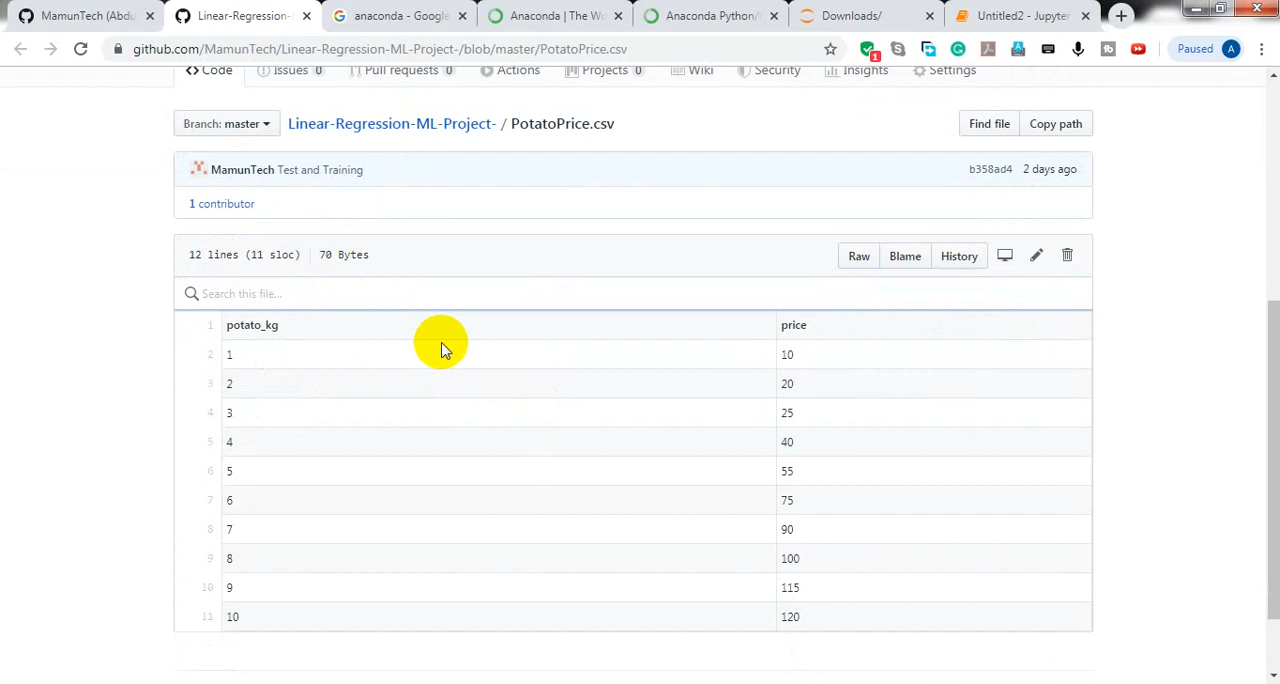 MamunTech (Abdu
Linear-Regression-
anaconda - Google
Anaconda | The Wo
Anaconda Python/
Downloads/
Untitled2 - Jupyter
github.com/MamunTech/Linear-Regression-ML-Project-/blob/master/PotatoPrice.csv
1
Paused A
Code Issues 0 Pull requests 0 Actions Projects 0 Wiki Security Insights Settings
Branch: master Linear-Regression-ML-Project- / PotatoPrice.csv Find file Copy path
MamunTech Test and Training b358ad4 2 days ago
1 contributor
12 lines (11 sloc) 70 Bytes Raw Blame History
Search this file...
1 potato_kg price
2 1 10
3 2 20
4 3 25
5 4 40
6 5 55
7 6 75
8 7 90
9 8 100
10 9 115
11 10 120